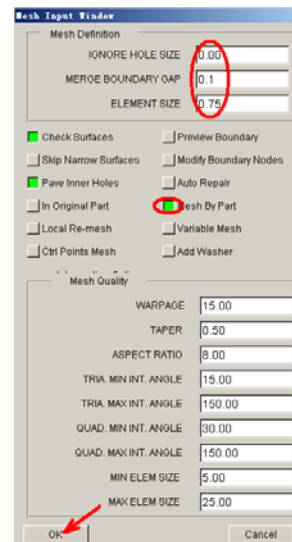 Mesh Input Window
Mesh Definition
IGNORE HOLE SIZE 0.00
MERGE BOUNDARY GAP 0.1
ELEMENT SIZE 0.75
Check Surfaces Preview Boundary
Skip Narrow Surfaces Modify Boundary Nodes
Pave Inner Holes Auto Repair
In Original Part Mesh By Part
Local Re-mesh Variable Mesh
Ctrl Points Mesh Add Washer
Mesh Quality
WARPAGE 15.00
TAPER 0.50
ASPECT RATIO 8.00
TRIA. MIN INT. ANGLE 15.00
TRIA. MAX INT. ANGLE 150.00
QUAD. MIN INT. ANGLE 30.00
QUAD. MAX INT. ANGLE 150.00
MIN ELEM SIZE 5.00
MAX ELEM SIZE 25.00
OK Cancel